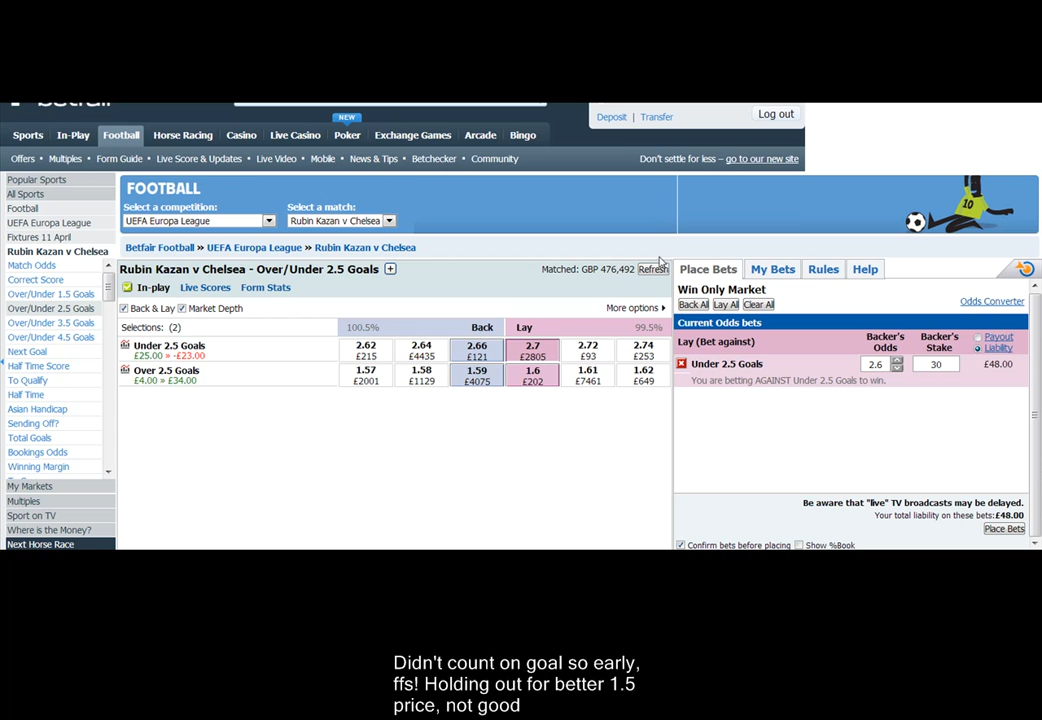 betfair
Log out
Deposit | Transfer
NEW
Sports In-Play Football Horse Racing Casino Live Casino Poker Exchange Games Arcade Bingo
Offers • Multiples • Form Guide • Live Score & Updates • Live Video • Mobile • News & Tips • Betchecker • Community
Don't settle for less – go to our new site
Popular Sports
All Sports
Football
UEFA Europa League
Fixtures 11 April
Rubin Kazan v Chelsea
Match Odds
Correct Score
Over/Under 1.5 Goals
Over/Under 2.5 Goals
Over/Under 3.5 Goals
Over/Under 4.5 Goals
Next Goal
Half Time Score
To Qualify
Half Time
Asian Handicap
Sending Off?
Total Goals
Bookings Odds
Winning Margin
My Markets
Multiples
Sport on TV
Where is the Money?
Next Horse Race
FOOTBALL
Select a competition: Select a match:
UEFA Europa League Rubin Kazan v Chelsea
10
Betfair Football » UEFA Europa League » Rubin Kazan v Chelsea
Rubin Kazan v Chelsea - Over/Under 2.5 Goals
Matched: GBP 476,492 Refresh
In-play Live Scores Form Stats
Back & Lay Market Depth More options
Selections: (2) 100.5% Back Lay 99.5%
Under 2.5 Goals 2.62 2.64 2.66 2.7 2.72 2.74
£25.00 » -£23.00 £215 £4435 £121 £2805 £93 £253
Over 2.5 Goals 1.57 1.58 1.59 1.6 1.61 1.62
£4.00 » £34.00 £2001 £1129 £4075 £202 £7461 £649
Place Bets My Bets Rules Help
Win Only Market
Back All Lay All Clear All
Odds Converter
Current Odds bets
Lay (Bet against) Backer's Odds Backer's Stake Payout Liability
Under 2.5 Goals 2.6 30 £48.00
You are betting AGAINST Under 2.5 Goals to win.
Be aware that "live" TV broadcasts may be delayed.
Your total liability on these bets:£48.00
Place Bets
Confirm bets before placing Show %Book
Didn't count on goal so early,
ffs! Holding out for better 1.5
price, not good